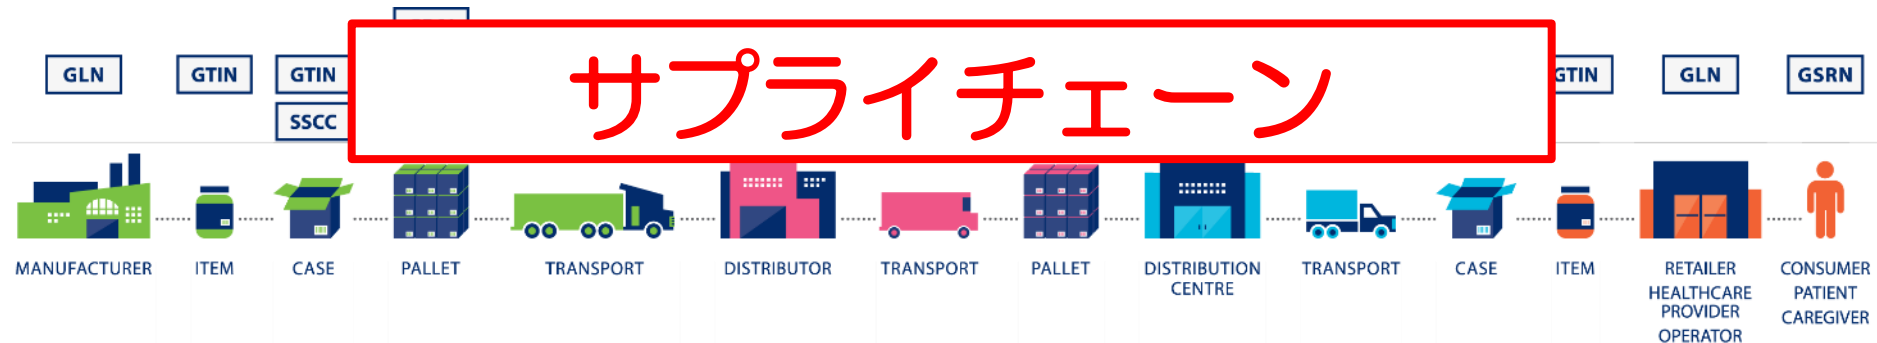 GLN
GTIN
GTIN
SSCC
サプライチェーン
GTIN
GLN
GSRN
MANUFACTURER
ITEM
CASE
PALLET
TRANSPORT
DISTRIBUTOR
TRANSPORT
PALLET
DISTRIBUTION
CENTRE
TRANSPORT
CASE
ITEM
RETAILER
HEALTHCARE
PROVIDER
OPERATOR
CONSUMER
PATIENT
CAREGIVER